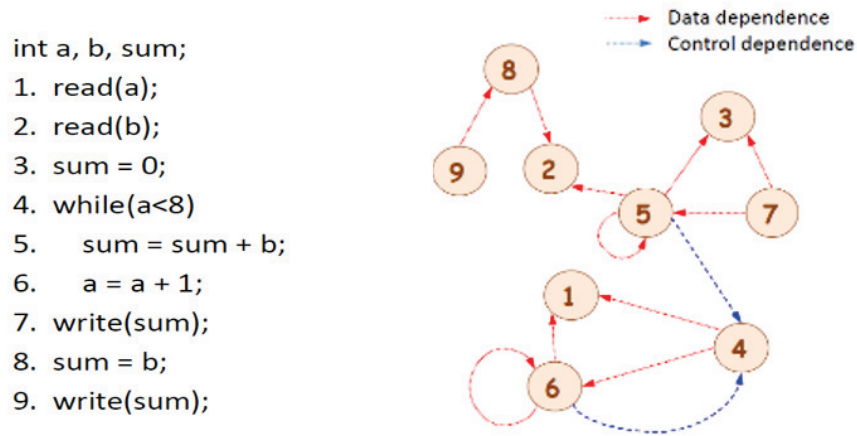 int a, b, sum;
1. read(a);
2. read(b);
3. sum = 0;
4. while(a<8)
5. sum = sum + b;
6. a = a + 1;
7. write(sum);
8. sum = b;
9. write(sum);
Data dependence
Control dependence
8
3
9
2
5
7
1
4
6